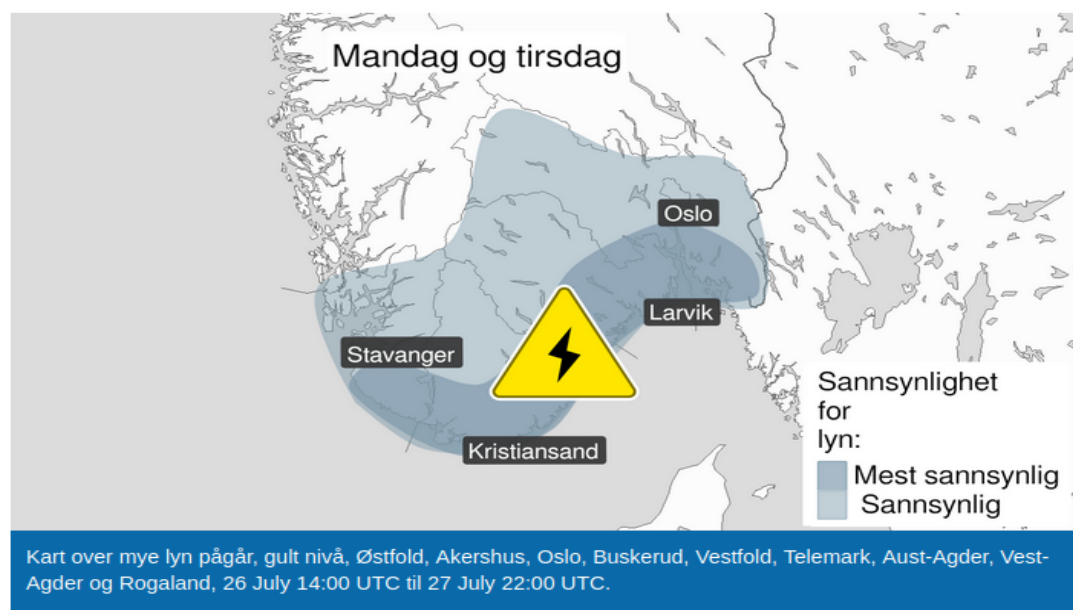 Mandag og tirsdag
Oslo
Larvik
Stavanger
Kristiansand
Sannsynlighet
for
lyn:
Mest sannsynlig
Sannsynlig
Kart over mye lyn pågår, gult nivå, Østfold, Akershus, Oslo, Buskerud, Vestfold, Telemark, Aust-Agder, Vest-
Agder og Rogaland, 26 July 14:00 UTC til 27 July 22:00 UTC.